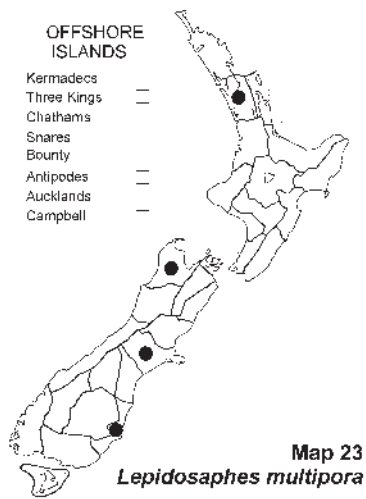 OFFSHORE
ISLANDS
Kermadecs
Three Kings
Chathams
Snares
Bounty
Antipodes
Aucklands
Campbell
Map 23
Lepidosaphes multipora